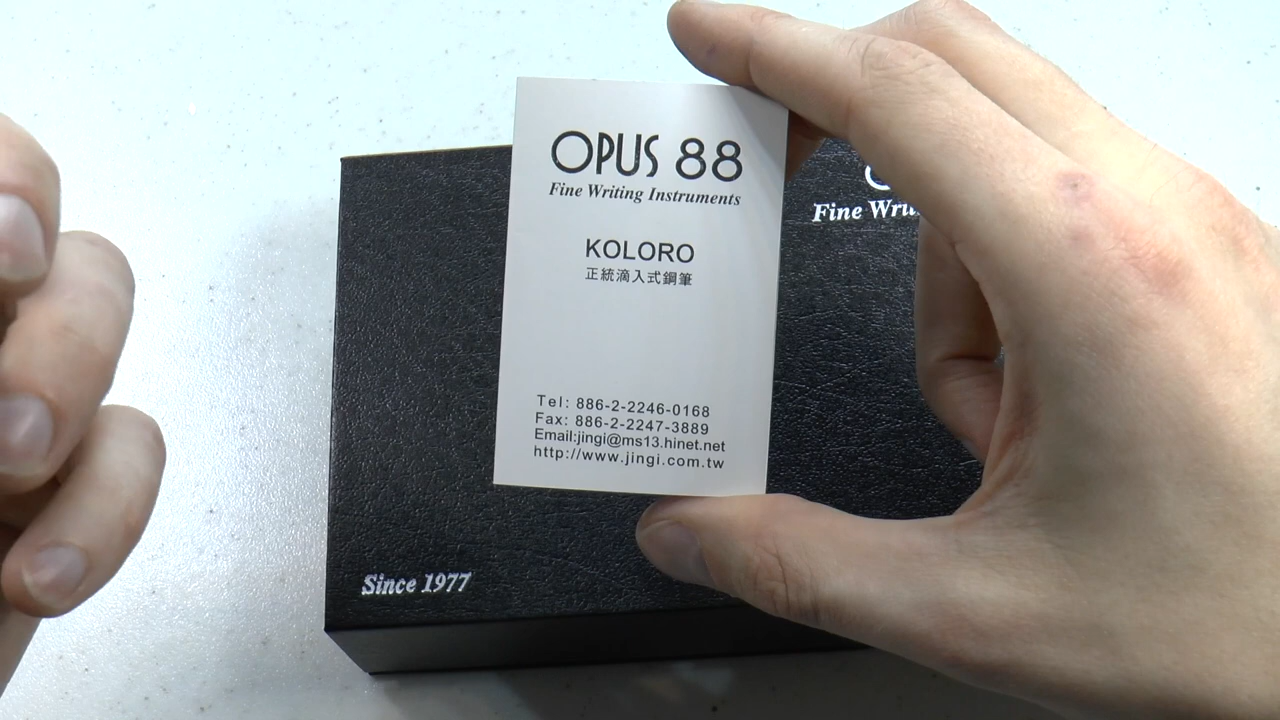 OPUS 88
Fine Writing Instruments
KOLORO
正統滴入式鋼筆
Tel: 886-2-2246-0168
Fax: 886-2-2247-3889
Email:jingi@ms13.hinet.net
http://www.jingi.com.tw
Fine
Since 1977